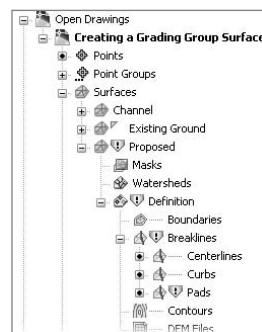 Open Drawings
Creating a Grading Group Surface
Points
Point Groups
Surfaces
Channel
Existing Ground
Proposed
Masks
Watersheds
Definition
Boundaries
Breaklines
Centerlines
Curbs
Pads
Contours
DEM Files